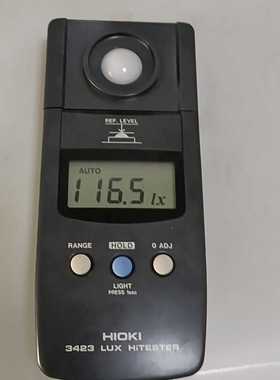 REF. LEVEL
AUTO
116.5 lx
RANGE HOLD 0 ADJ
LIGHT
PRESS 1sec
HIOKI
3423 LUX HiTESTER